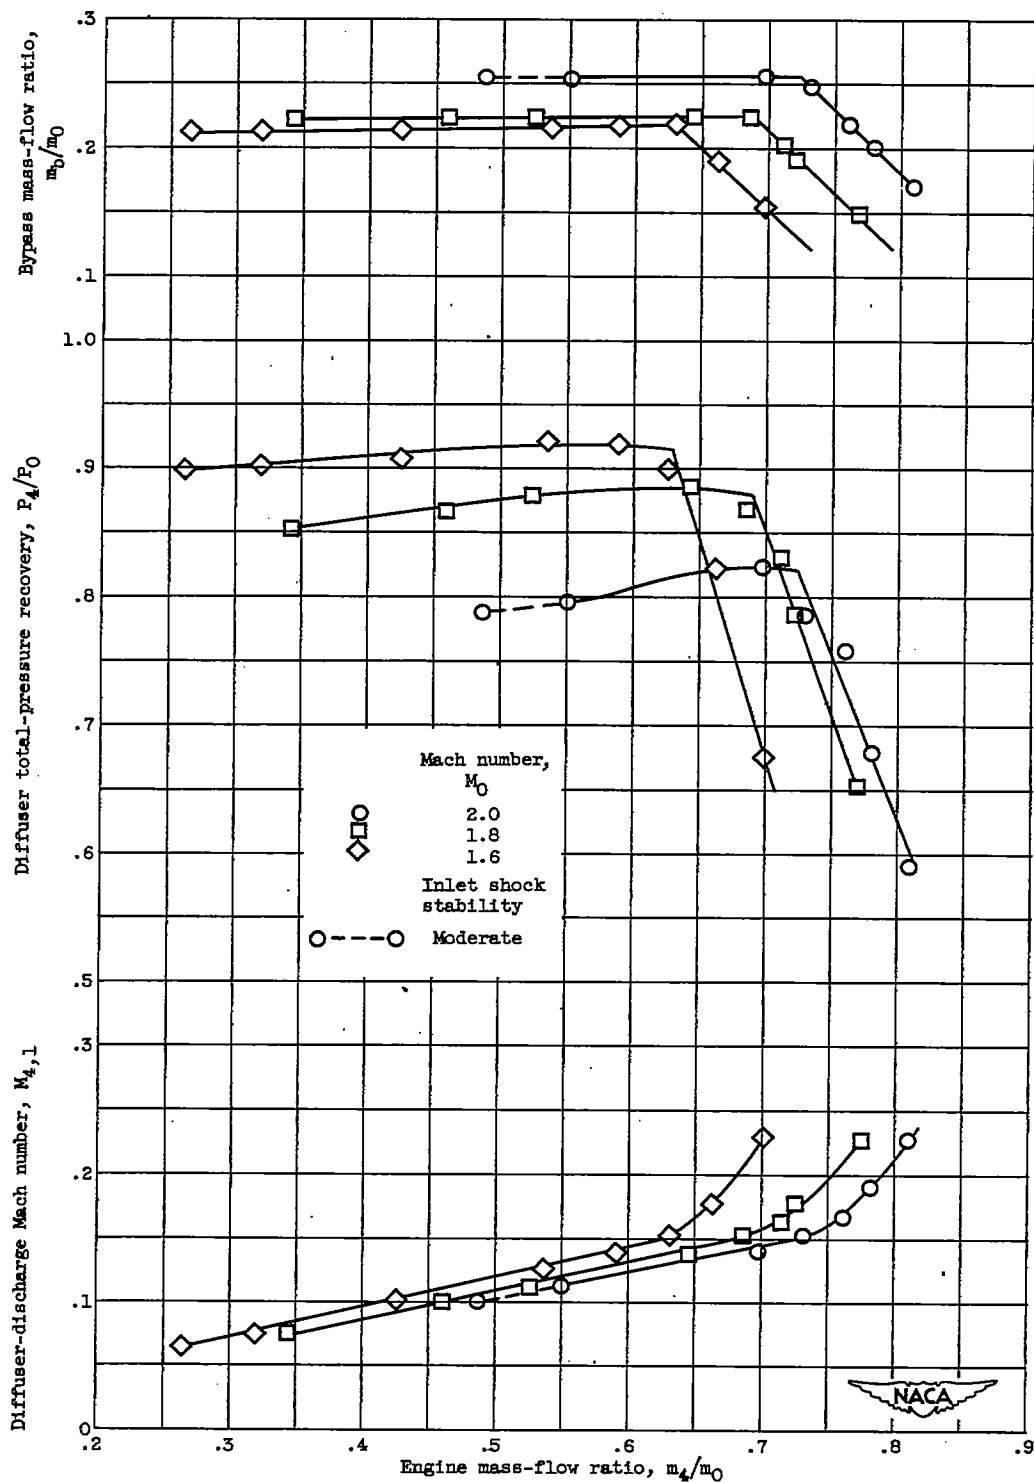 Bypass mass-flow ratio,
m_b/m_0
.3
.2
.1
Diffuser total-pressure recovery, P_4/P_0
1.0
.9
.8
.7
.6
.5
Mach number,
M_0
2.0
1.8
1.6
Inlet shock
stability
Moderate
Diffuser-discharge Mach number, M_4,1
.3
.2
.1
0
NACA
.2 .3 .4 .5 .6 .7 .8 .9
Engine mass-flow ratio, m_4/m_0